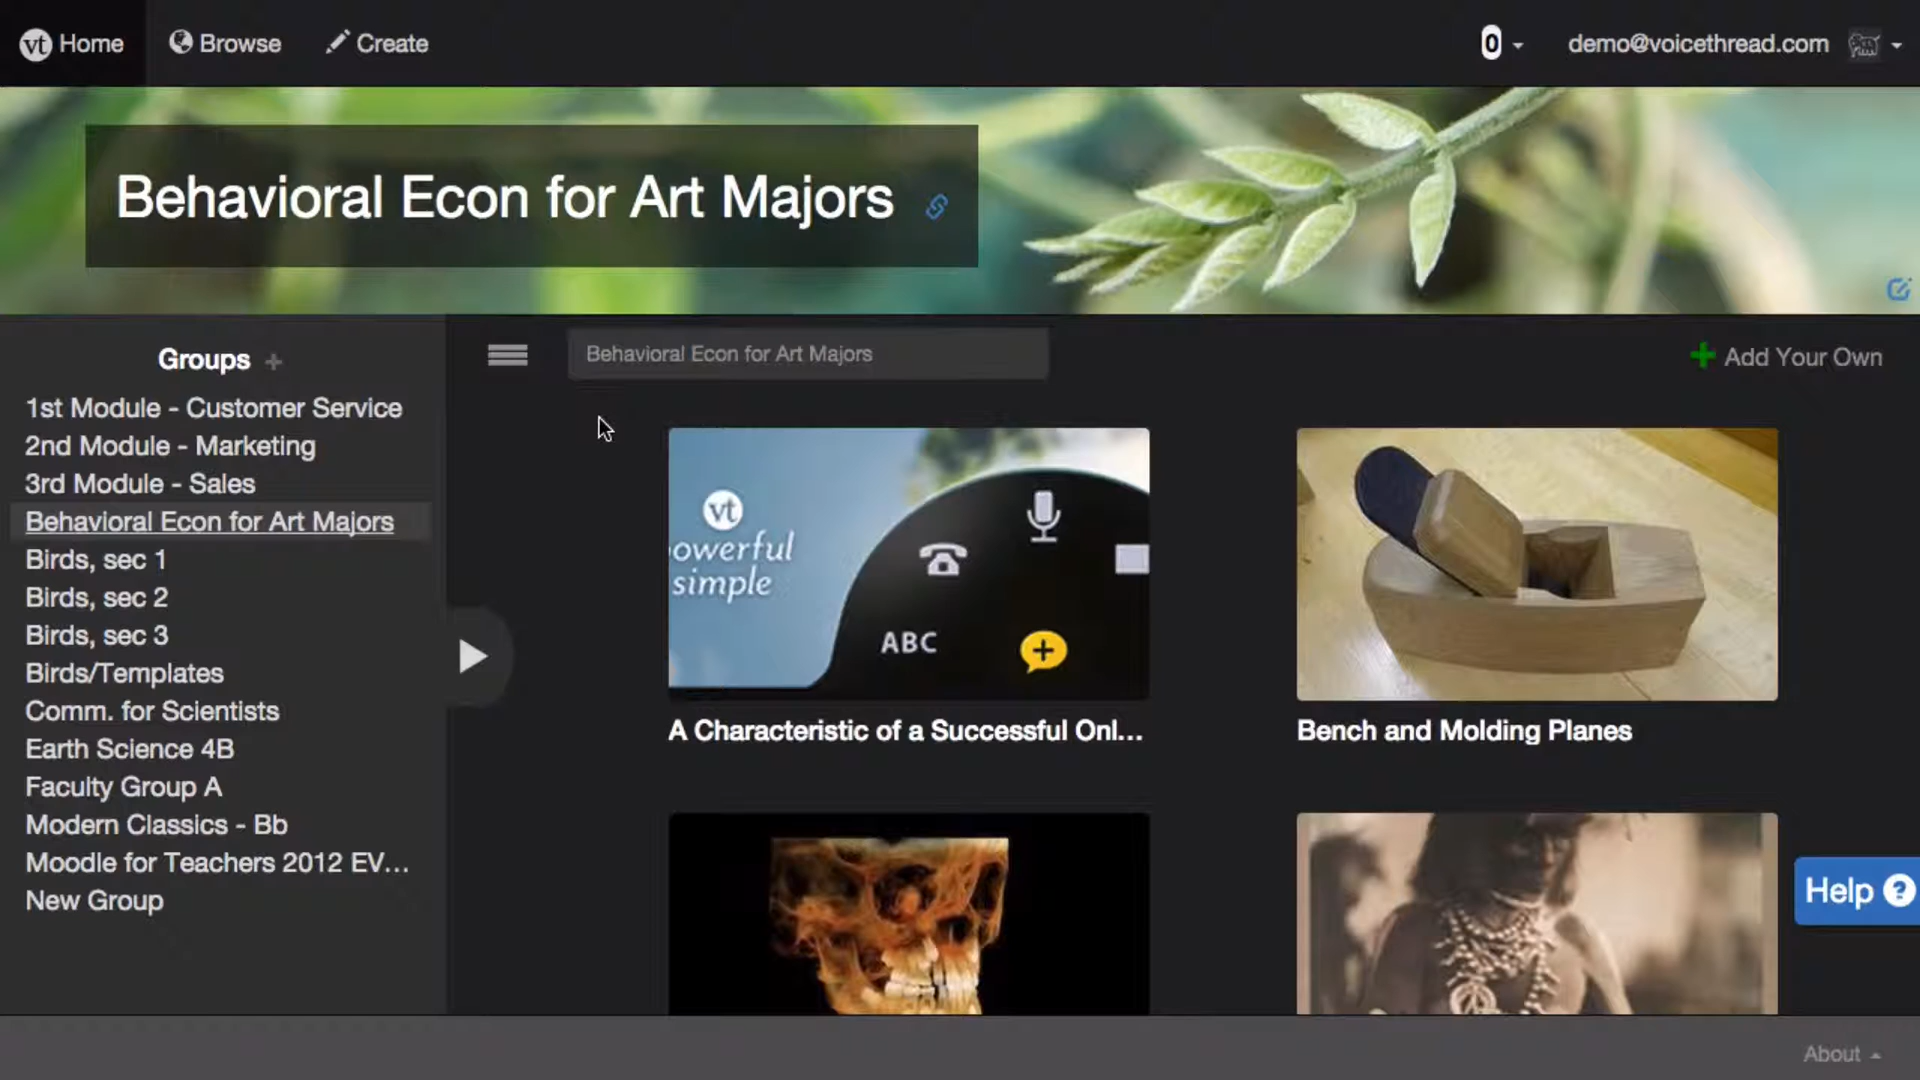 vt Home
Browse
Create
0
demo@voicethread.com
Behavioral Econ for Art Majors
Groups +
1st Module - Customer Service
2nd Module - Marketing
3rd Module - Sales
Behavioral Econ for Art Majors
Birds, sec 1
Birds, sec 2
Birds, sec 3
Birds/Templates
Comm. for Scientists
Earth Science 4B
Faculty Group A
Modern Classics - Bb
Moodle for Teachers 2012 EV...
New Group
Behavioral Econ for Art Majors
+ Add Your Own
vt
owerful
simple
ABC
+
A Characteristic of a Successful Onl...
Bench and Molding Planes
Help ?
About